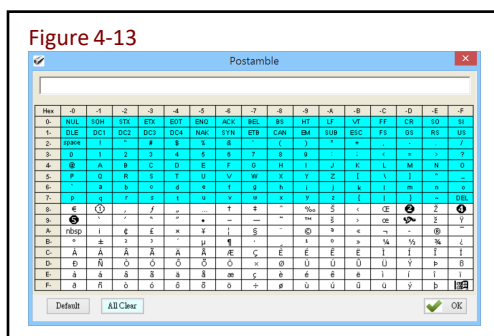 Figure 4-13
Postamble
Hex -0 -1 -2 -3 -4 -5 -6 -7 -8 -9 -A -B -C -D -E -F
0- NUL SOH STX ETX EOT ENQ ACK BEL BS HT LF VT FF CR SO SI
1- DLE DC1 DC2 DC3 DC4 NAK SYN ETB CAN EM SUB ESC FS GS RS US
2- space ! " # $ % & ' ( ) * + , - . /
3- 0 1 2 3 4 5 6 7 8 9 : ; < = > ?
4- @ A B C D E F G H I J K L M N O
5- P Q R S T U V W X Y Z [ \ ] ^ _
6- ` a b c d e f g h i j k l m n o
7- p q r s t u v w x y z { | } ~ DEL
8- € ① ‚ ƒ „ … † ‡ ˆ ‰ Š ‹ Œ ❷ Ž ❹
9- ❺ ‘ ’ “ ” • – — ˜ ™ š › œ ž Ÿ
A- nbsp ¡ ¢ £ ¤ ¥ ¦ § ¨ © ª « ¬ - ® ¯
B- ° ± ² ³ ´ µ ¶ · ¸ ¹ º » ¼ ½ ¾ ¿
C- À Á Â Ã Ä Å Æ Ç È É Ê Ë Ì Í Î Ï
D- Ð Ñ Ò Ó Ô Õ Ö × Ø Ù Ú Û Ü Ý Þ ß
E- à á â ã ä å æ ç è é ê ë ì í î ï
F- ð ñ ò ó ô õ ö ÷ ø ù ú û ü ý þ
Default All Clear OK